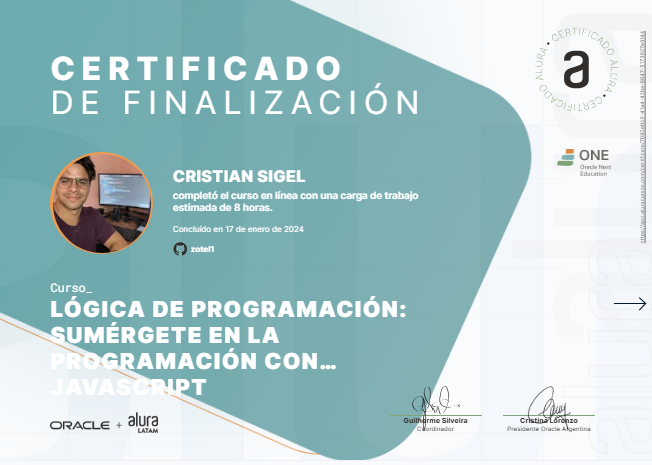 CERTIFICADO
DE FINALIZACIÓN
CERTIFICADO ALURA • CERTIFICADO ALURA •
a
ONE
Oracle Next
Education
CRISTIAN SIGEL
completó el curso en línea con una carga de trabajo
estimada de 8 horas.
Concluído en 17 de enero de 2024
zotel1
Curso_
LÓGICA DE PROGRAMACIÓN:
SUMÉRGETE EN LA
PROGRAMACIÓN CON...
JAVASCRIPT
ORACLE + alura
LATAM
Guilherme Silveira
Coordinador
Cristina Lorenzo
Presidente Oracle Argentina